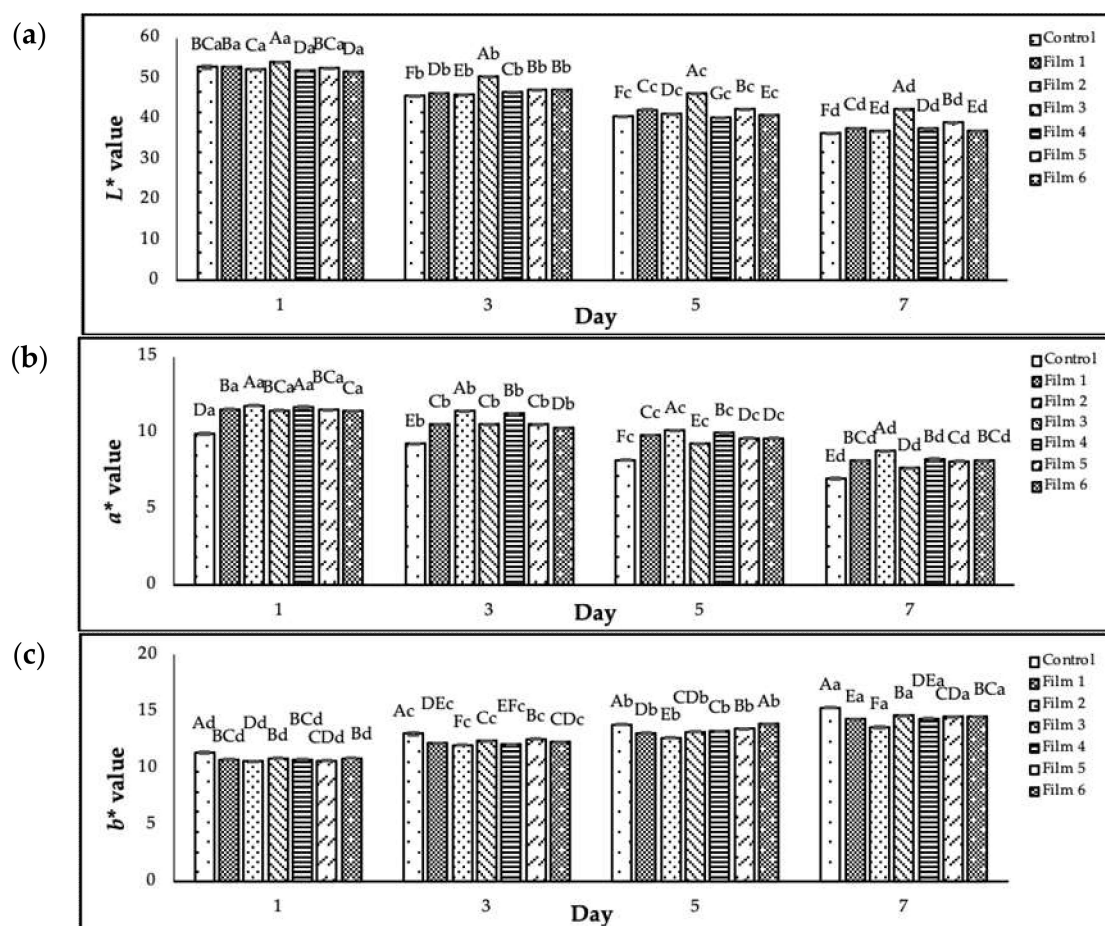 (a)
60
50
40
30
20
10
0
L* value
BCa Ba Ca Aa Da BCa Da
Fb Db Eb Ab Cb Bb Bb
Fc Cc Dc Ac Gc Bc Ec
Fd Cd Ed Ad Dd Bd Ed
1 3 5 7
Day
Control
Film 1
Film 2
Film 3
Film 4
Film 5
Film 6
(b)
15
10
5
0
a* value
Da Ba Aa BCa Aa BCa Ca
Eb Cb Ab Cb Bb Cb Db
Fc Cc Ac Ec Bc Dc Dc
Ed BCd Ad Dd Bd Cd BCd
1 3 5 7
Day
Control
Film 1
Film 2
Film 3
Film 4
Film 5
Film 6
(c)
20
15
10
5
0
b* value
Ad BCd Dd Bd BCd CDd Bd
Ac DEc Fc Cc EFc Bc CDc
Ab Db Eb CDb Cb Bb Ab
Aa Ea Fa Ba DEa CDa BCa
1 3 5 7
Day
Control
Film 1
Film 2
Film 3
Film 4
Film 5
Film 6